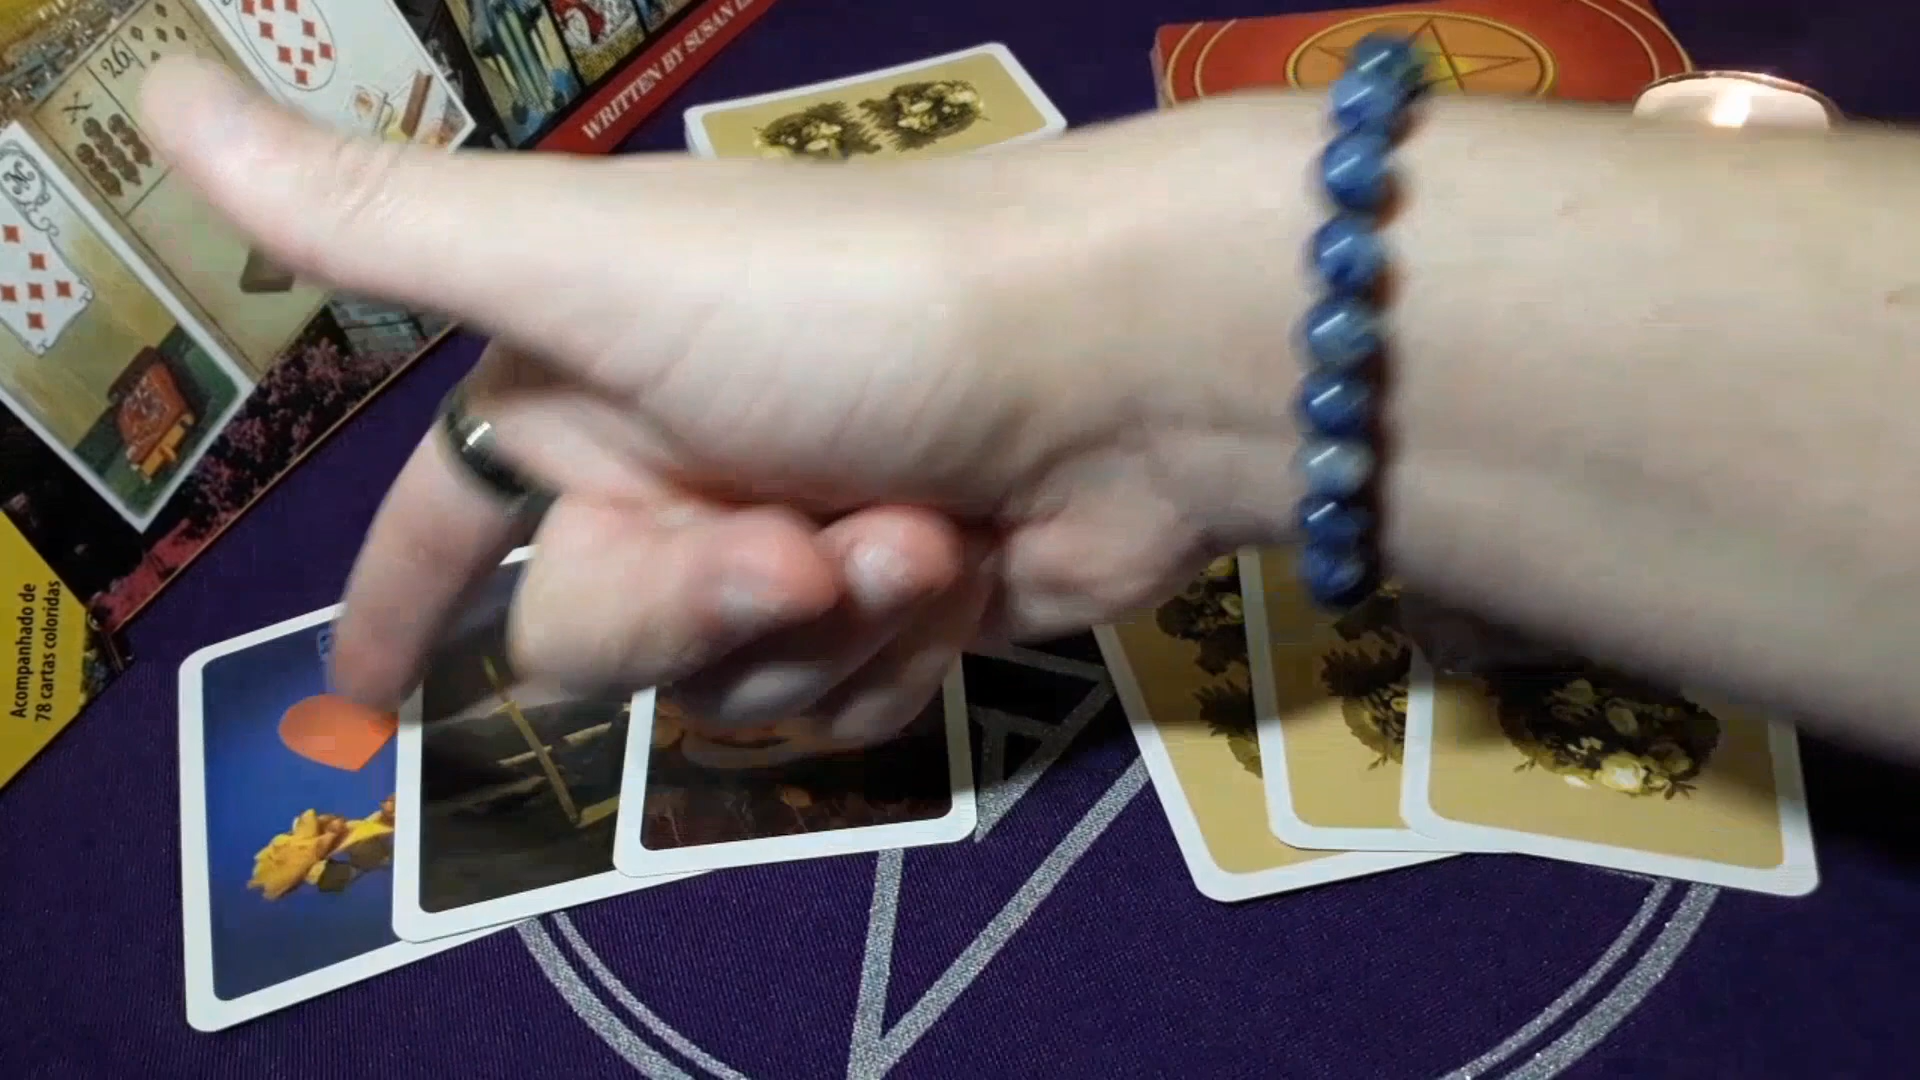 26
WRITTEN BY SUSAN
Acompanhado de
78 cartas coloridas